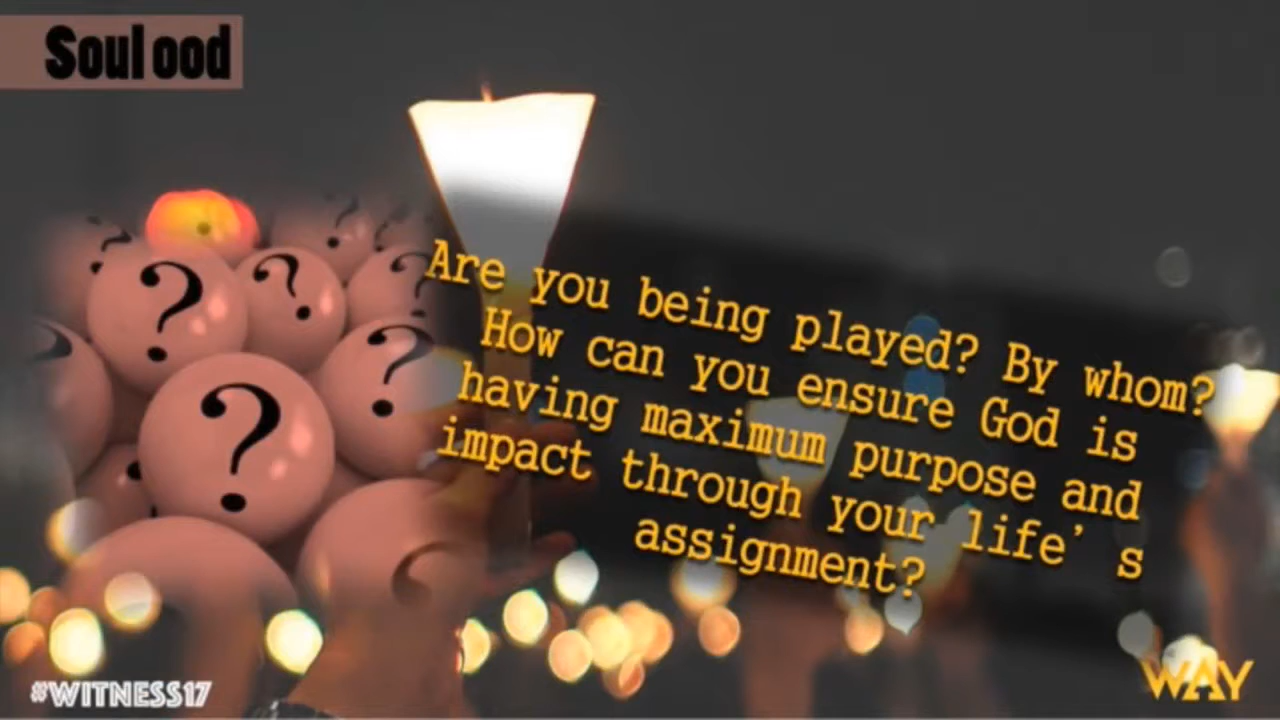 Soul ood
Are you being played? By whom?
How can you ensure God is
having maximum purpose and
impact through your life's
assignment?
? ? ? ? ? ? ?
#WITNESS17
WAY